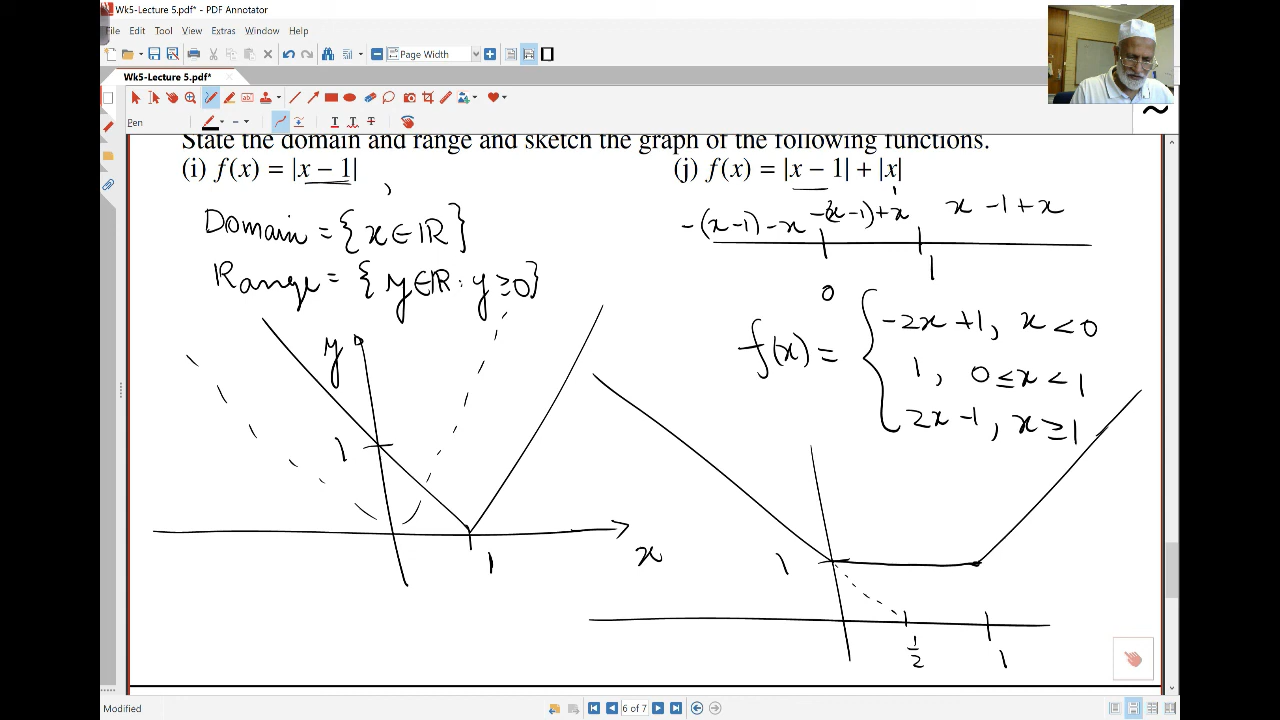 Wk5-Lecture 5.pdf* - PDF Annotator
File Edit Tool View Extras Window Help
Page Width
Wk5-Lecture 5.pdf*
Pen
State the domain and range and sketch the graph of the following functions.
(i) f(x) = |x − 1|
(j) f(x) = |x − 1| + |x|
Domain = {x ∈ ℝ}
Range = {y ∈ ℝ : y ≥ 0}
y
1
1
x
-(x-1) - x
-(x-1) + x
x - 1 + x
0
1
f(x) = { -2x + 1, x < 0
1, 0 ≤ x < 1
2x - 1, x ≥ 1
1
1/2
1
Modified
6 of 7